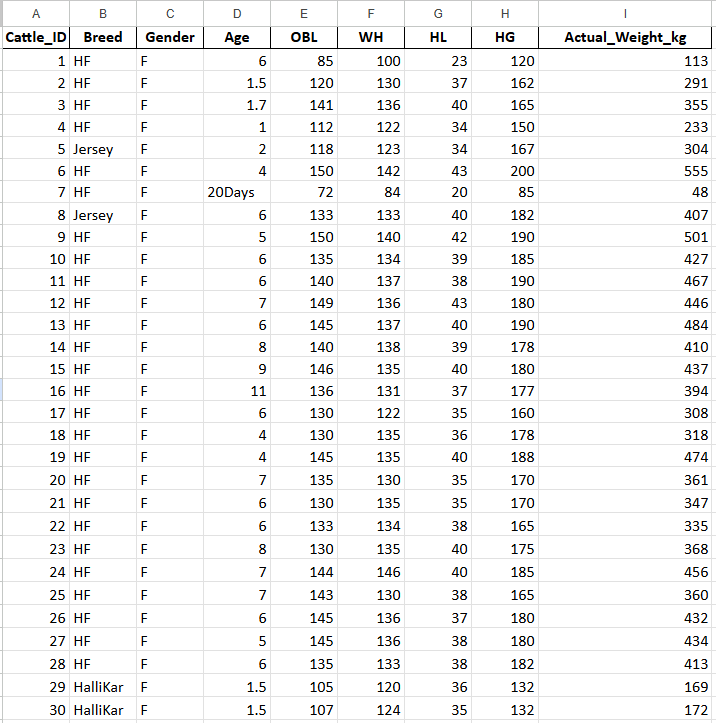 A B C D E F G H I
Cattle_ID Breed Gender Age OBL WH HL HG Actual_Weight_kg
1 HF F 6 85 100 23 120 113
2 HF F 1.5 120 130 37 162 291
3 HF F 1.7 141 136 40 165 355
4 HF F 1 112 122 34 150 233
5 Jersey F 2 118 123 34 167 304
6 HF F 4 150 142 43 200 555
7 HF F 20Days 72 84 20 85 48
8 Jersey F 6 133 133 40 182 407
9 HF F 5 150 140 42 190 501
10 HF F 6 135 134 39 185 427
11 HF F 6 140 137 38 190 467
12 HF F 7 149 136 43 180 446
13 HF F 6 145 137 40 190 484
14 HF F 8 140 138 39 178 410
15 HF F 9 146 135 40 180 437
16 HF F 11 136 131 37 177 394
17 HF F 6 130 122 35 160 308
18 HF F 4 130 135 36 178 318
19 HF F 4 145 135 40 188 474
20 HF F 7 135 130 35 170 361
21 HF F 6 130 135 35 170 347
22 HF F 6 133 134 38 165 335
23 HF F 8 130 135 40 175 368
24 HF F 7 144 146 40 185 456
25 HF F 7 143 130 38 165 360
26 HF F 6 145 136 37 180 432
27 HF F 5 145 136 38 180 434
28 HF F 6 135 133 38 182 413
29 HalliKar F 1.5 105 120 36 132 169
30 HalliKar F 1.5 107 124 35 132 172